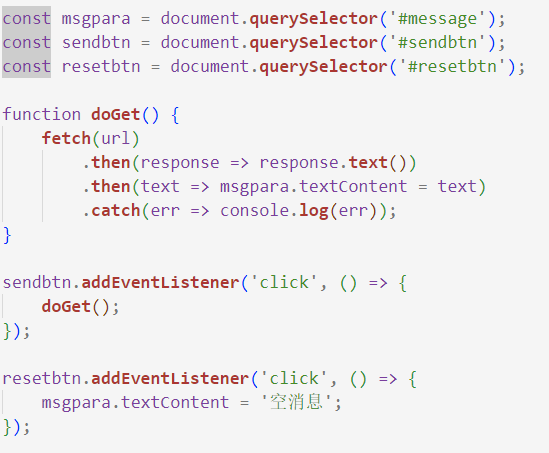 const msgpara = document.querySelector('#message');
const sendbtn = document.querySelector('#sendbtn');
const resetbtn = document.querySelector('#resetbtn');

function doGet() {
    fetch(url)
        .then(response => response.text())
        .then(text => msgpara.textContent = text)
        .catch(err => console.log(err));
}

sendbtn.addEventListener('click', () => {
    doGet();
});

resetbtn.addEventListener('click', () => {
    msgpara.textContent = '空消息';
});